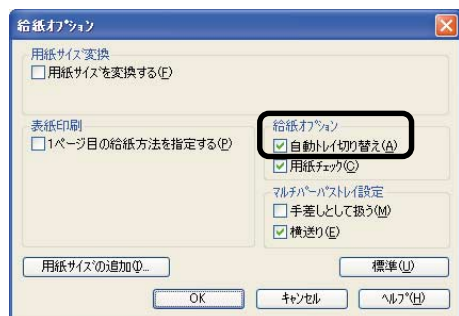 給紙オプション
用紙サイズ変換
用紙サイズを変換する(F)
表紙印刷
1ページ目の給紙方法を指定する(P)
給紙オプション
自動トレイ切り替え(A)
用紙チェック(C)
マルチパーパストレイ設定
手差しとして扱う(M)
横送り(E)
用紙サイズの追加(I)...
標準(U)
OK
キャンセル
ヘルプ(H)